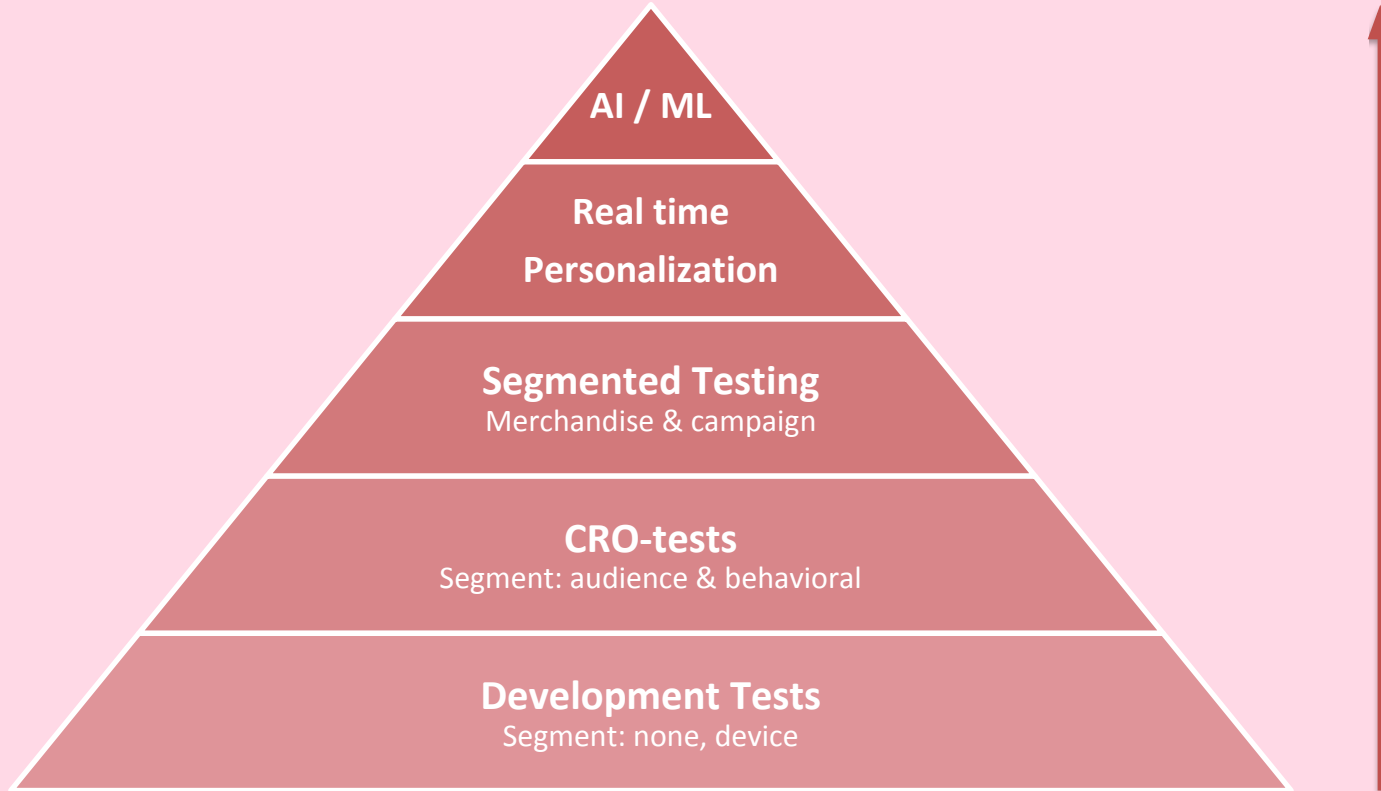 AI / ML
Real time
Personalization
Segmented Testing
Merchandise & campaign
CRO-tests
Segment: audience & behavioral
Development Tests
Segment: none, device